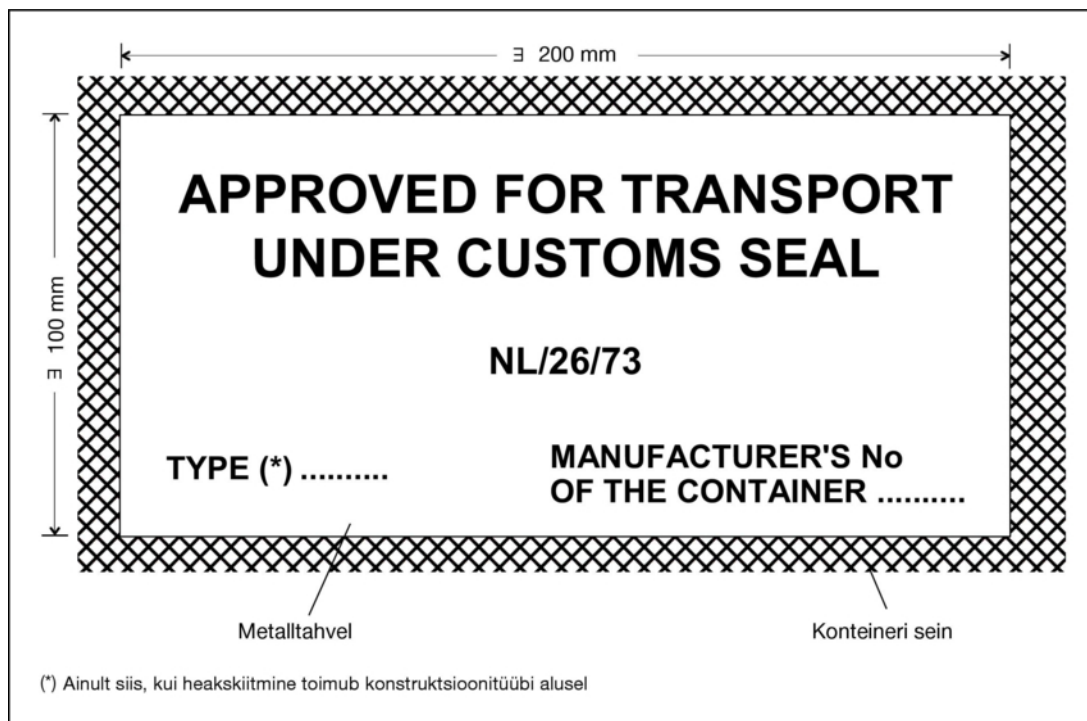 ∃ 200 mm
APPROVED FOR TRANSPORT
UNDER CUSTOMS SEAL
∃ 100 mm
NL/26/73
TYPE (*) ..........
MANUFACTURER'S No
OF THE CONTAINER ..........
Metalltahvel
Konteineri sein
(*) Ainult siis, kui heakskiitmine toimub konstruktsioonitüübi alusel